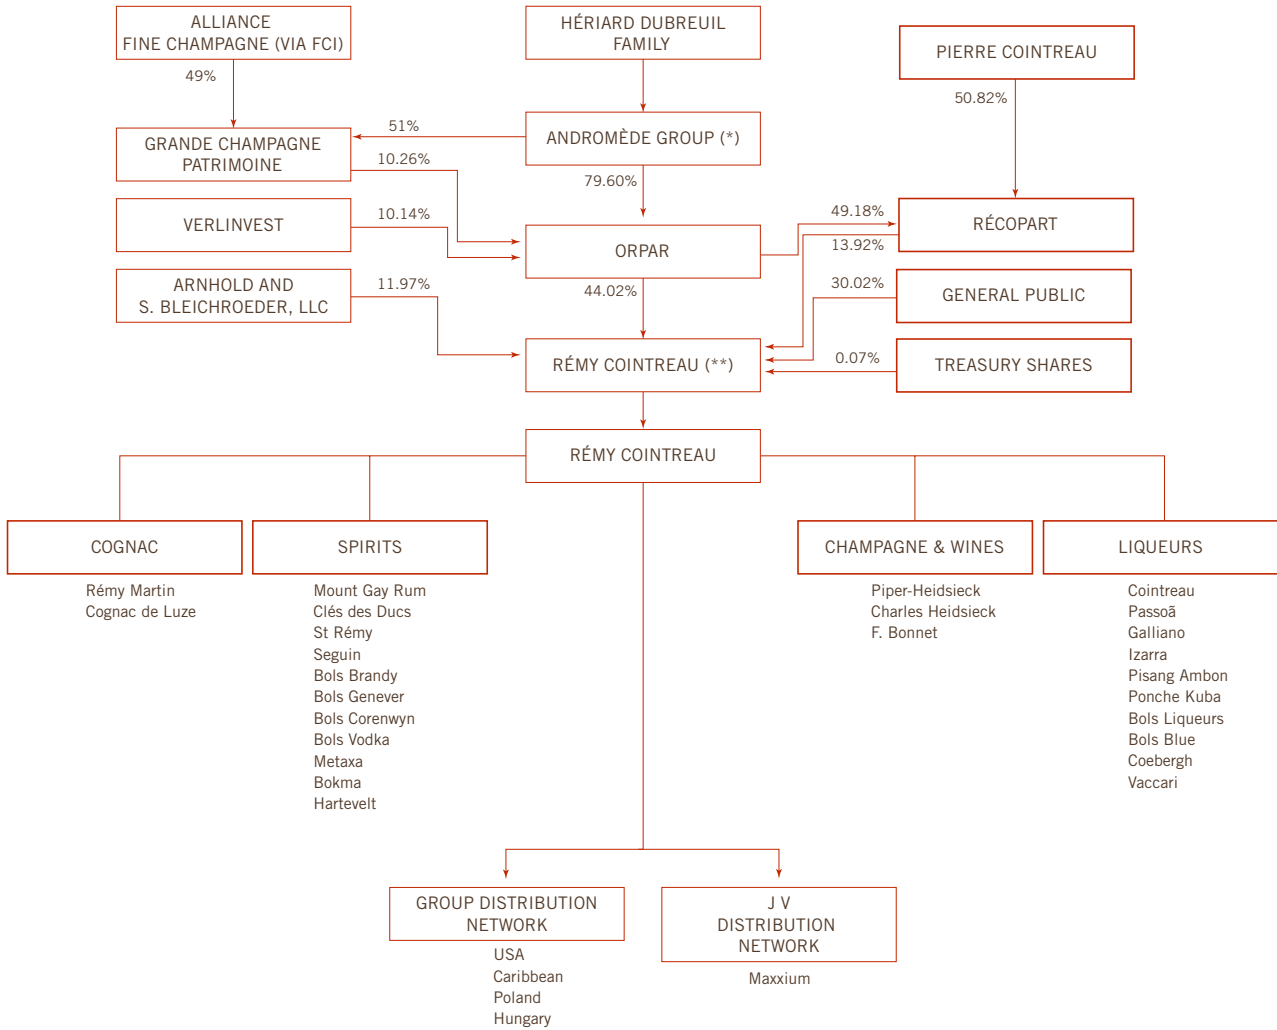 ALLIANCE
FINE CHAMPAGNE (VIA FCI)
HÉRIARD DUBREUIL
FAMILY
PIERRE COINTREAU
49%
50.82%
GRANDE CHAMPAGNE
PATRIMOINE
51%
ANDROMÈDE GROUP (*)
10.26%
79.60%
VERLINVEST
10.14%
ORPAR
49.18%
13.92%
RÉCOPART
ARNHOLD AND
S. BLEICHROEDER, LLC
11.97%
44.02%
30.02%
GENERAL PUBLIC
RÉMY COINTREAU (**)
0.07%
TREASURY SHARES
RÉMY COINTREAU
COGNAC
Rémy Martin
Cognac de Luze
SPIRITS
Mount Gay Rum
Clés des Ducs
St Rémy
Seguin
Bols Brandy
Bols Genever
Bols Corenwyn
Bols Vodka
Metaxa
Bokma
Hartevelt
CHAMPAGNE & WINES
Piper-Heidsieck
Charles Heidsieck
F. Bonnet
LIQUEURS
Cointreau
Passoã
Galliano
Izarra
Pisang Ambon
Ponche Kuba
Bols Liqueurs
Bols Blue
Coebergh
Vaccari
GROUP DISTRIBUTION
NETWORK
USA
Caribbean
Poland
Hungary
J V
DISTRIBUTION
NETWORK
Maxxium